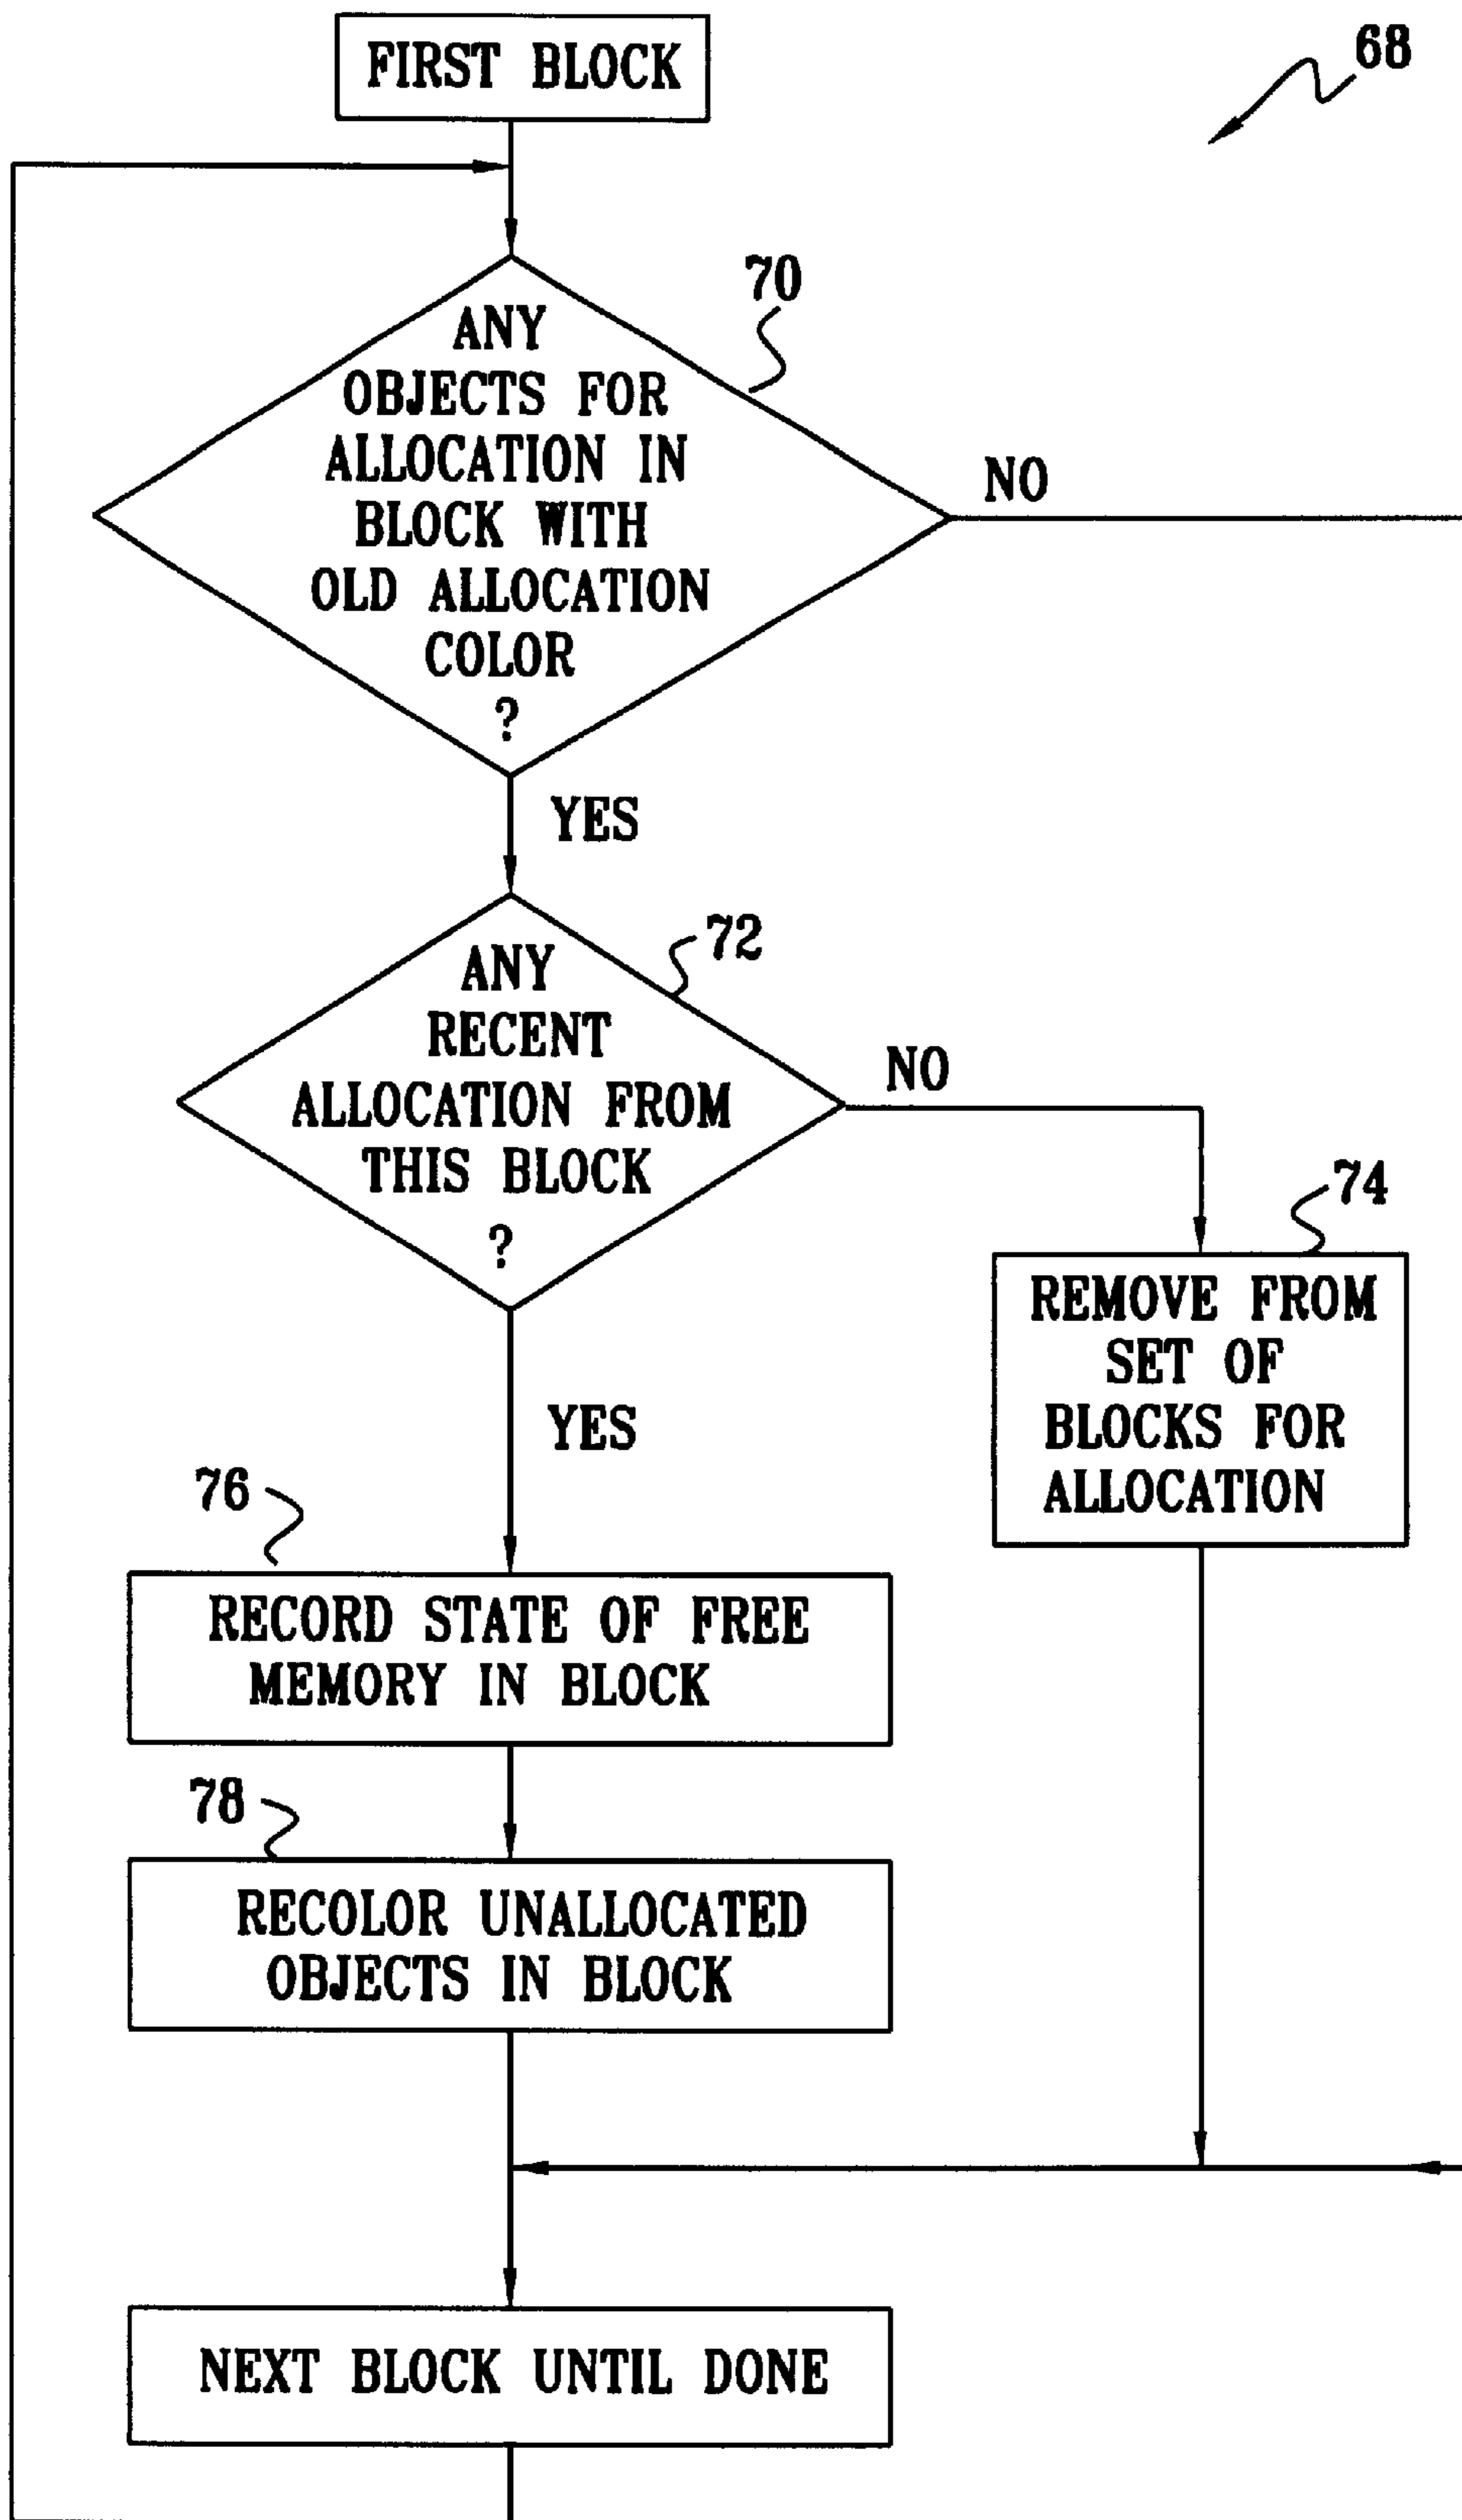 FIRST BLOCK
68
70
ANY
OBJECTS FOR
ALLOCATION IN
BLOCK WITH
OLD ALLOCATION
COLOR
?
NO
YES
72
ANY
RECENT
ALLOCATION FROM
THIS BLOCK
?
NO
YES
74
REMOVE FROM
SET OF
BLOCKS FOR
ALLOCATION
76
RECORD STATE OF FREE
MEMORY IN BLOCK
78
RECOLOR UNALLOCATED
OBJECTS IN BLOCK
NEXT BLOCK UNTIL DONE